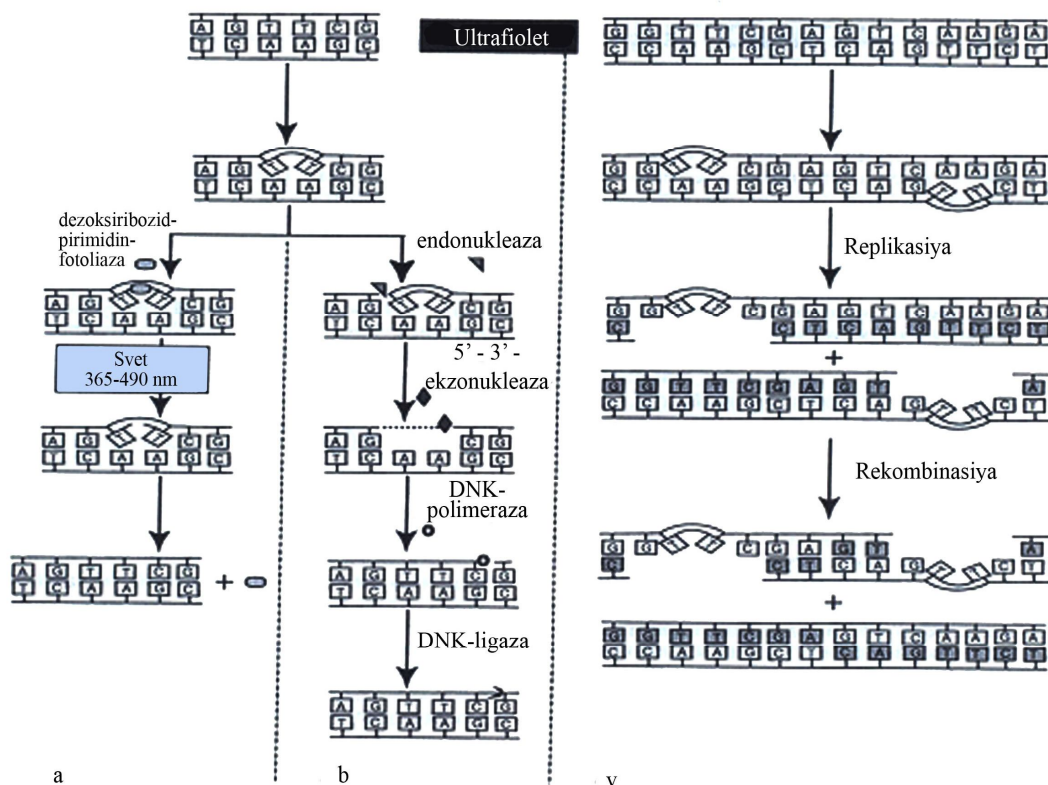 Ultrafiolet
A G T T C G
T C A A G C
A G T T C G
T C A A G C
dezoksiribozid-
pirimidin-
fotoliaza
A G T T C G
T C A A G C
Svet
365-490 nm
A G T T C G
T C A A G C
A G T T C G
T C A A G C
+
a
endonukleaza
A G T T C G
T C A A G C
5’ - 3’ -
ekzonukleaza
A G C G
T C A A G C
DNK-
polimeraza
A G T T C G
T C A A G C
DNK-ligaza
A G T T C G
T C A A G C
b
G G T T C G A G T C A A G A
C C A A G C T C A G T T C T
G G T T C G A G T C A A G A
C C A A G C T C A G T T C T
Replikasiya
G G T T C G A G T C A A G A
C C T C A G T T C T
+
G G T T C G A G T A
C C A A G C T C A G T T C T
Rekombinasiya
G G T T C G A G T A
C C T C A G T T C T
+
G G T T C G A G T C A A G A
C C A A G C T C A G T T C T
v